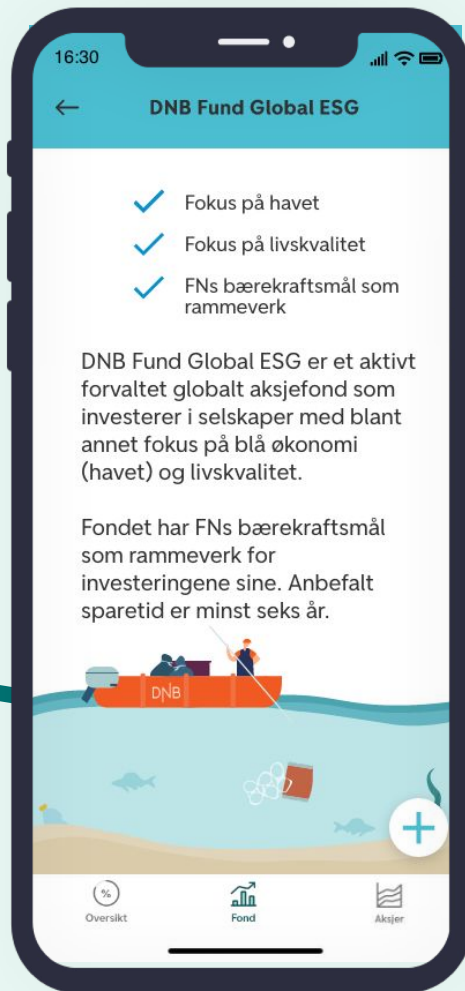 16:30
DNB Fund Global ESG
Fokus på havet
Fokus på livskvalitet
FNs bærekraftsmål som
rammeverk
DNB Fund Global ESG er et aktivt
forvaltet globalt aksjefond som
investerer i selskaper med blant
annet fokus på blå økonomi
(havet) og livskvalitet.
Fondet har FNs bærekraftsmål
som rammeverk for
investeringene sine. Anbefalt
sparetid er minst seks år.
DNB
%
Oversikt
Fond
Aksjer